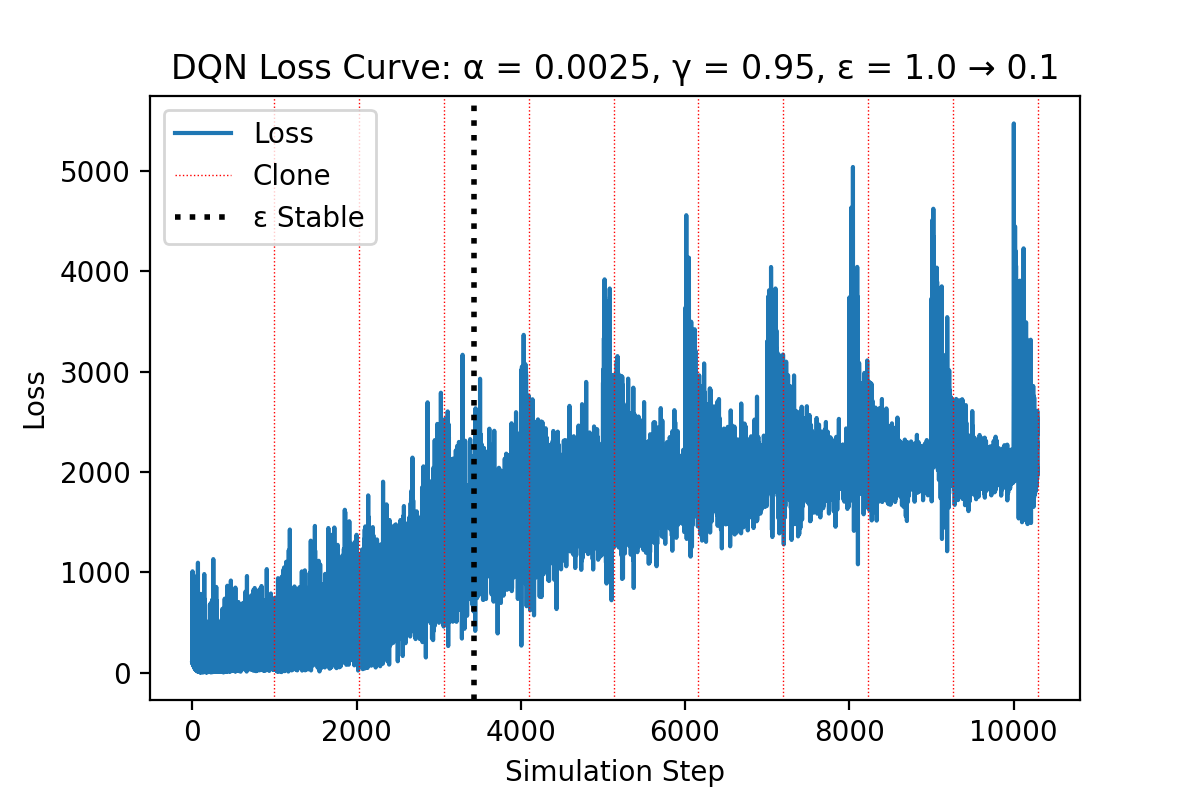 DQN Loss Curve: α = 0.0025, γ = 0.95, ε = 1.0 → 0.1
Loss
Clone
ε Stable
5000
4000
3000
2000
1000
0
Loss
0 2000 4000 6000 8000 10000
Simulation Step